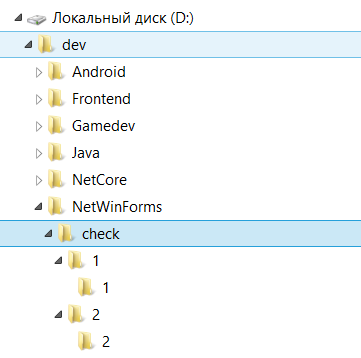 Локальный диск (D:)
dev
Android
Frontend
Gamedev
Java
NetCore
NetWinForms
check
1
1
2
2